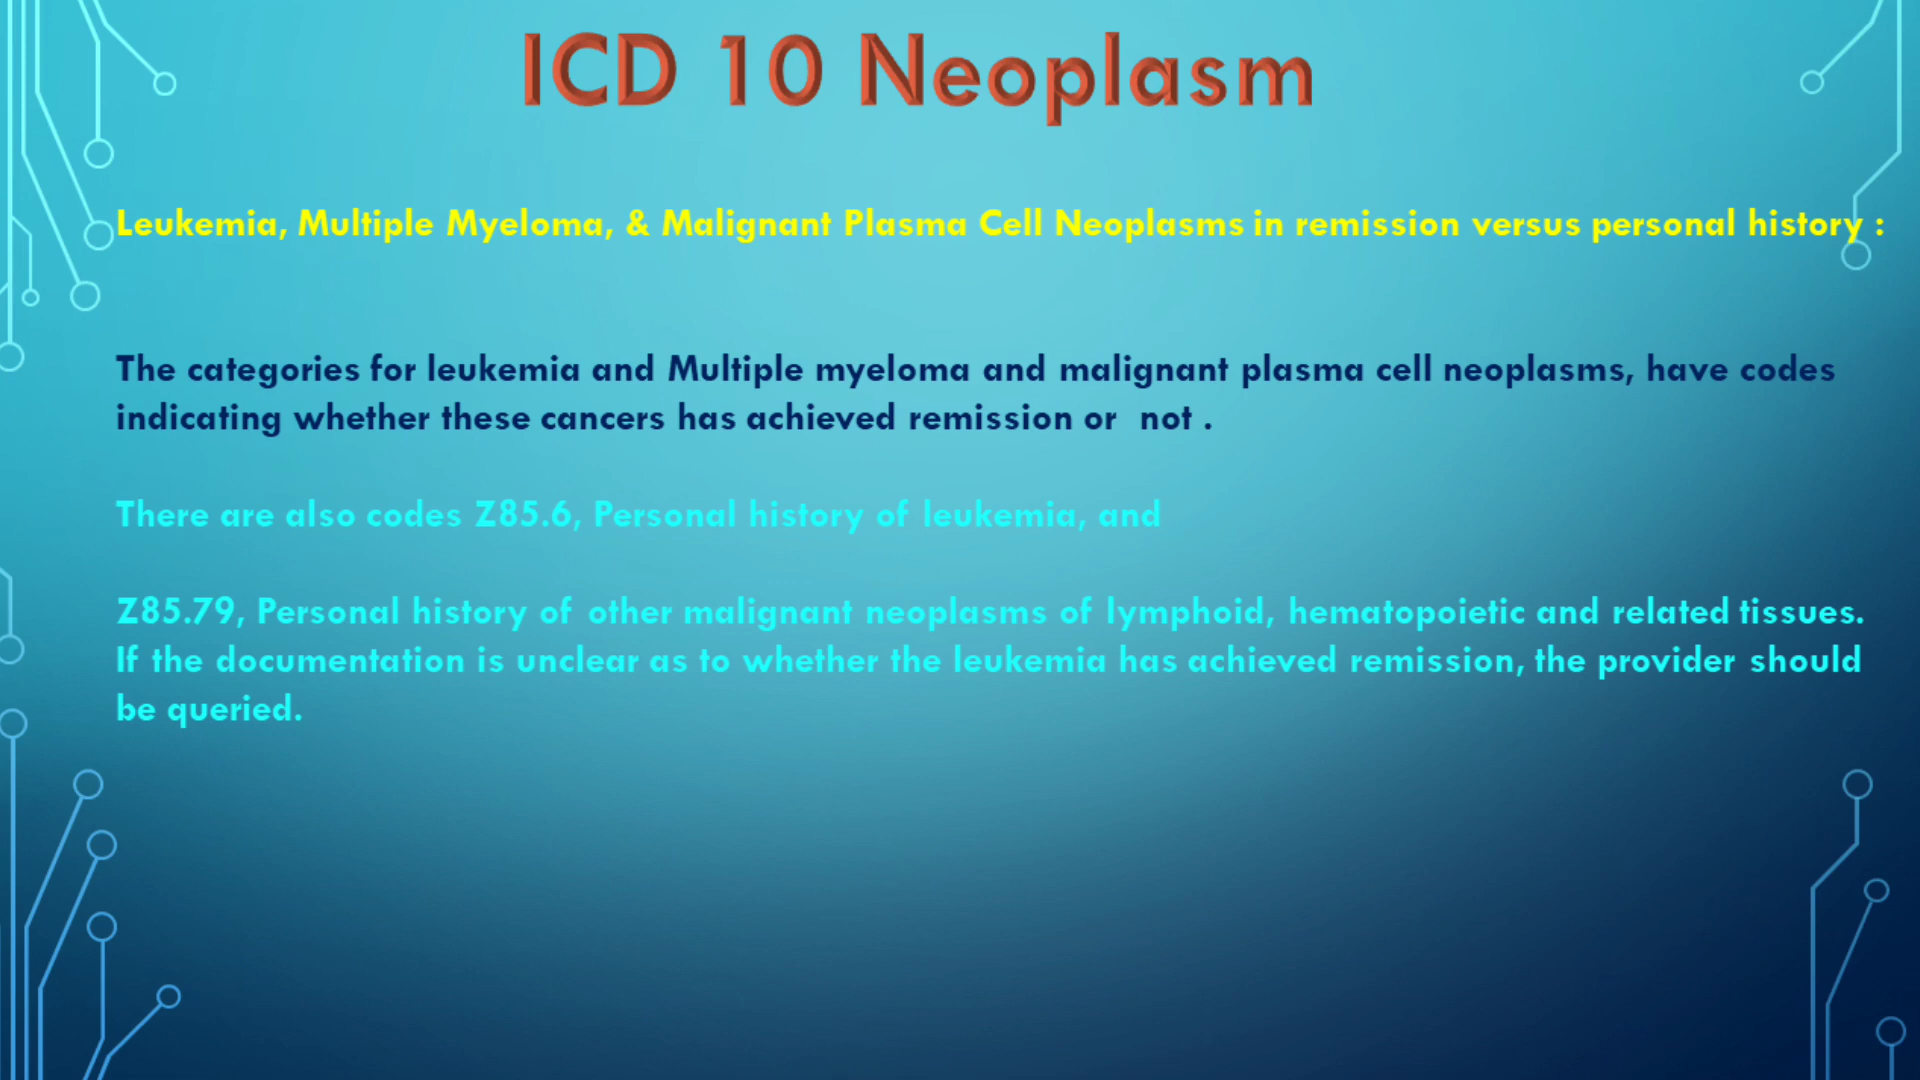 ICD 10 Neoplasm
Leukemia, Multiple Myeloma, & Malignant Plasma Cell Neoplasms in remission versus personal history :
The categories for leukemia and Multiple myeloma and malignant plasma cell neoplasms, have codes
indicating whether these cancers has achieved remission or not .
There are also codes Z85.6, Personal history of leukemia, and
Z85.79, Personal history of other malignant neoplasms of lymphoid, hematopoietic and related tissues.
If the documentation is unclear as to whether the leukemia has achieved remission, the provider should
be queried.